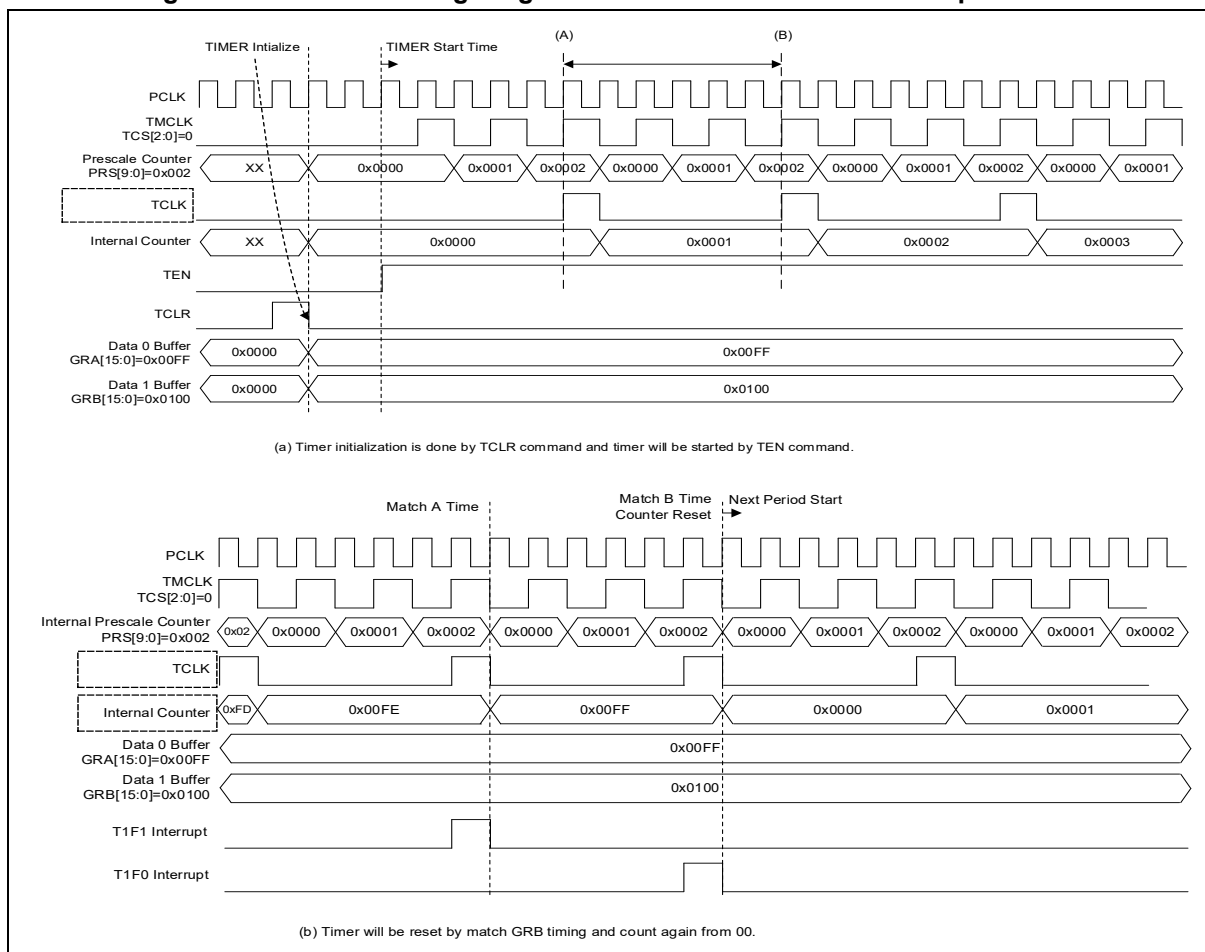 (A) (B)
TIMER Intialize TIMER Start Time
PCLK
TMCLK
TCS[2:0]=0
Prescale Counter
PRS[9:0]=0x002
XX 0x0000 0x0001 0x0002 0x0000 0x0001 0x0002 0x0000 0x0001 0x0002 0x0000 0x0001
TCLK
Internal Counter XX 0x0000 0x0001 0x0002 0x0003
TEN
TCLR
Data 0 Buffer
GRA[15:0]=0x00FF
0x0000 0x00FF
Data 1 Buffer
GRB[15:0]=0x0100
0x0000 0x0100
(a) Timer initialization is done by TCLR command and timer will be started by TEN command.
Match A Time
Match B Time
Counter Reset
Next Period Start
PCLK
TMCLK
TCS[2:0]=0
Internal Prescale Counter
PRS[9:0]=0x002
0x02 0x0000 0x0001 0x0002 0x0000 0x0001 0x0002 0x0000 0x0001 0x0002 0x0000 0x0001 0x0002
TCLK
Internal Counter 0xFD 0x00FE 0x00FF 0x0000 0x0001
Data 0 Buffer
GRA[15:0]=0x00FF
0x00FF
Data 1 Buffer
GRB[15:0]=0x0100
0x0100
T1F1 Interrupt
T1F0 Interrupt
(b) Timer will be reset by match GRB timing and count again from 00.